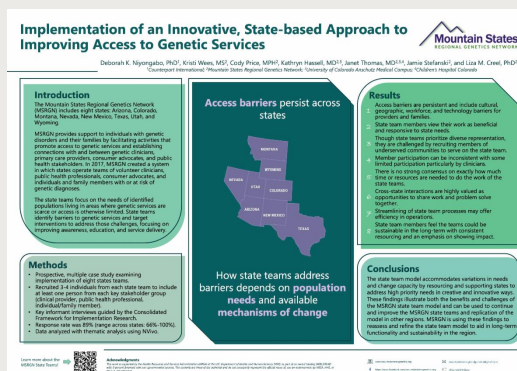 Implementation of an Innovative, State-based Approach to
Improving Access to Genetic Services
Mountain States
REGIONAL GENETICS NETWORK
Deborah K. Niyongabo, PhD¹, Kristi Wees, MS², Cody Price, MPH², Kathryn Hassell, MD²,³, Janet Thomas, MD²,³,⁴, Jamie Stefanski², and Liza M. Creel, PhD²
¹Counterpart International; ²Mountain States Regional Genetics Network; ³University of Colorado Anschutz Medical Campus; ⁴Children's Hospital Colorado
Introduction
The Mountain States Regional Genetics Network
(MSRGN) includes eight states: Arizona, Colorado,
Montana, Nevada, New Mexico, Texas, Utah, and
Wyoming.
MSRGN provides support to individuals with genetic
disorders and their families by facilitating activities that
promote access to genetic services and establishing
connections with and between genetic clinicians,
primary care providers, consumer advocates, and public
health stakeholders. In 2017, MSRGN created a system
in which states operate teams of volunteer clinicians,
public health professionals, consumer advocates, and
individuals and family members with or at risk of
genetic diagnoses.
The state teams focus on the needs of identified
populations living in areas where genetic services are
scarce or access is otherwise limited. State teams
identify barriers to genetic services and target
interventions to address those challenges, focusing on
improving awareness, education, and service delivery.
Methods
• Prospective, multiple case study examining
implementation of eight states teams.
• Recruited 3-4 individuals from each state team to include
at least one person from each key stakeholder group
(clinical provider, public health professional,
individual/family member).
• Key informant interviews guided by the Consolidated
Framework for Implementation Research.
• Response rate was 89% (range across states: 66%-100%).
• Data analyzed with thematic analysis using NVivo.
Access barriers persist across
states
MONTANA
WYOMING
NEVADA
UTAH
COLORADO
ARIZONA
NEW MEXICO
TEXAS
How state teams address
barriers depends on population
needs and available
mechanisms of change
Results
Access barriers are persistent and include cultural,
geographic, workforce, and technology barriers for
providers and families.
State team members view their work as beneficial
and responsive to state needs.
Though state teams prioritize diverse representation,
they are challenged by recruiting members of
underserved communities to serve on the state team.
Member participation can be inconsistent with some
limited participation particularly by clinicians.
There is no strong consensus on exactly how much
time or resources are needed to do the work of the
state teams.
Cross-state interactions are highly valued as
opportunities to share work and problem solve
together.
Streamlining of state team processes may offer
efficiency in operations.
State team members feel the teams could be
sustainable in the long-term with consistent
resourcing and an emphasis on showing impact.
Conclusions
The state team model accommodates variations in needs
and change capacity by resourcing and supporting states to
address high priority needs in creative and innovative ways.
These findings illustrate both the benefits and challenges of
the MSRGN state team model and can be used to continue
and improve the MSRGN state teams and replication of the
model in other regions. MSRGN is using these findings to
reassess and refine the state team model to aid in long-term
functionality and sustainability in the region.
Learn more about the
MSRGN State Teams!
Acknowledgments